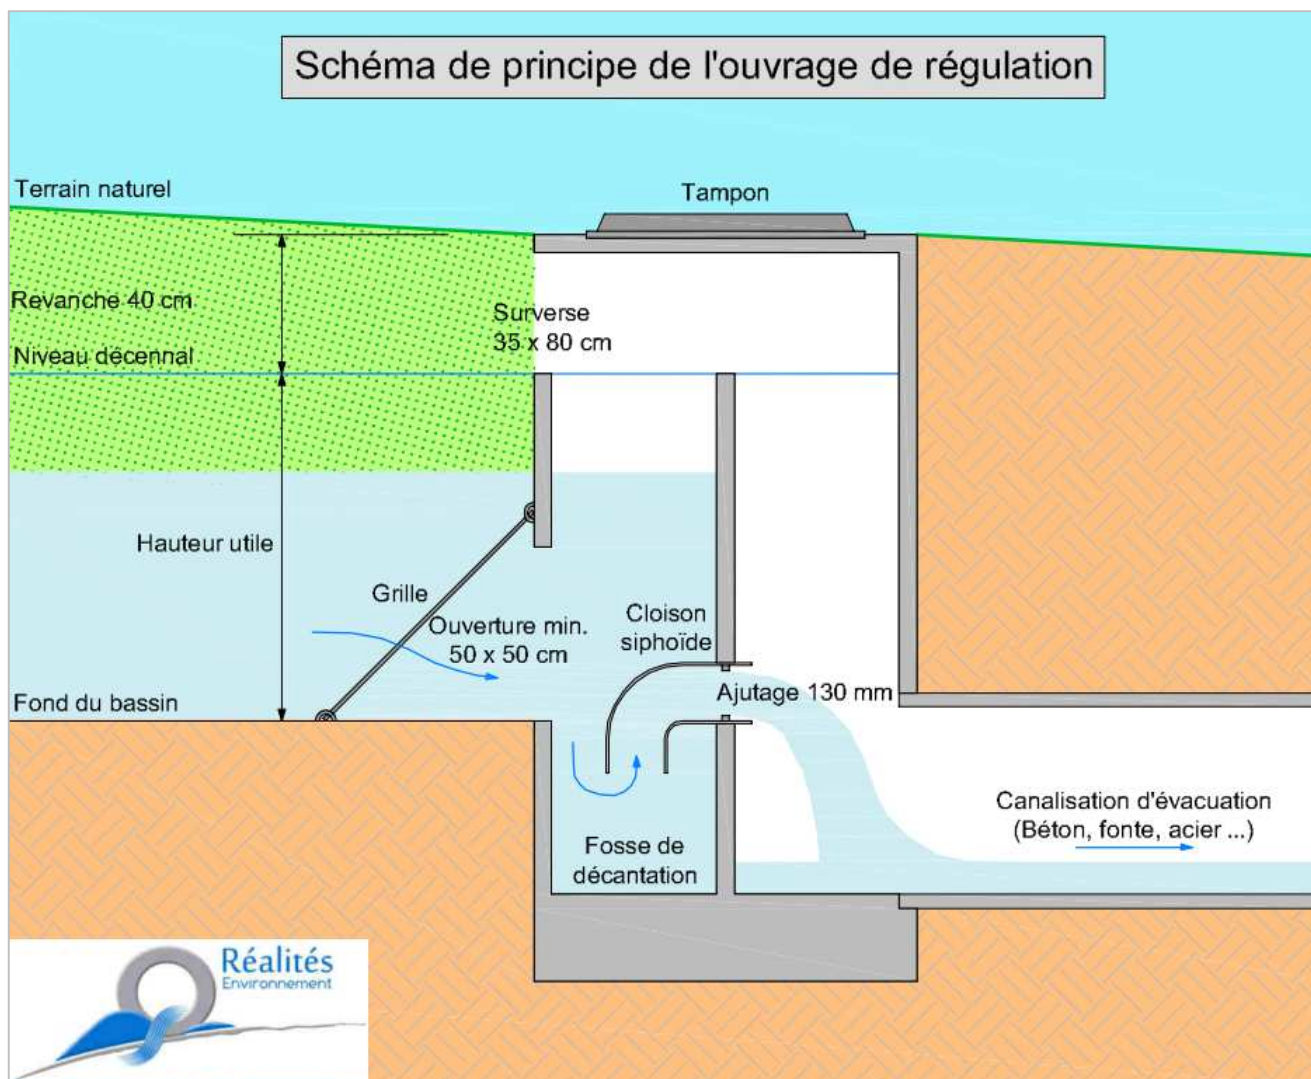 Schéma de principe de l'ouvrage de régulation
Terrain naturel
Tampon
Revanche 40 cm
Surverse
35 x 80 cm
Niveau décennal
Hauteur utile
Grille
Ouverture min.
50 x 50 cm
Cloison
siphoïde
Fond du bassin
Ajutage 130 mm
Canalisation d'évacuation
(Béton, fonte, acier ...)
Fosse de
décantation
Réalités
Environnement